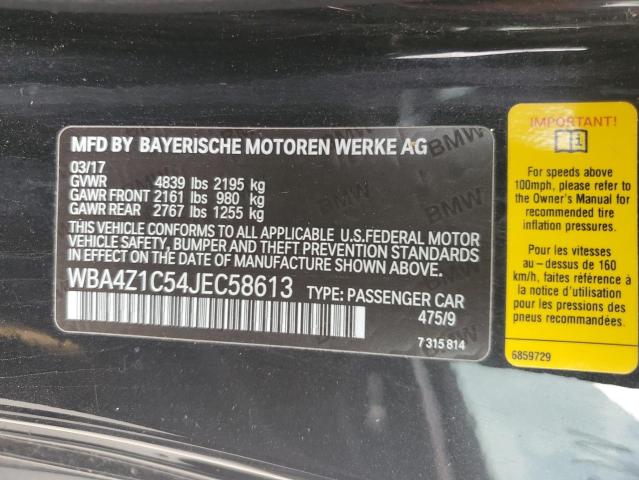 MFD BY BAYERISCHE MOTOREN WERKE AG
03/17
GVWR 4839 lbs 2195 kg
GAWR FRONT 2161 lbs 980 kg
GAWR REAR 2767 lbs 1255 kg
THIS VEHICLE CONFORMS TO ALL APPLICABLE U.S.FEDERAL MOTOR
VEHICLE SAFETY, BUMPER AND THEFT PREVENTION STANDARDS
IN EFFECT ON THE DATE OF MANUFACTURE SHOWN ABOVE.
WBA4Z1C54JEC58613 TYPE: PASSENGER CAR
475/9
7 315 814
BMW
BMW
BMW
IMPORTANT!
For speeds above
100mph, please refer to
the Owner's Manual for
recommended tire
inflation pressures.
Pour les vitesses
au-dessus de 160
km/h, faites référence à
la notice d'utilisation
pour les pressions des
pneus recommandées.
6859729